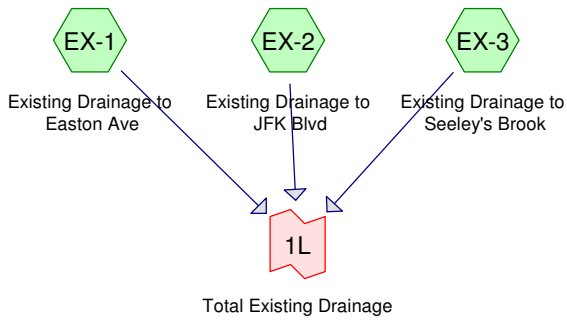 EX-1
EX-2
EX-3
Existing Drainage to
Easton Ave
Existing Drainage to
JFK Blvd
Existing Drainage to
Seeley's Brook
1L
Total Existing Drainage